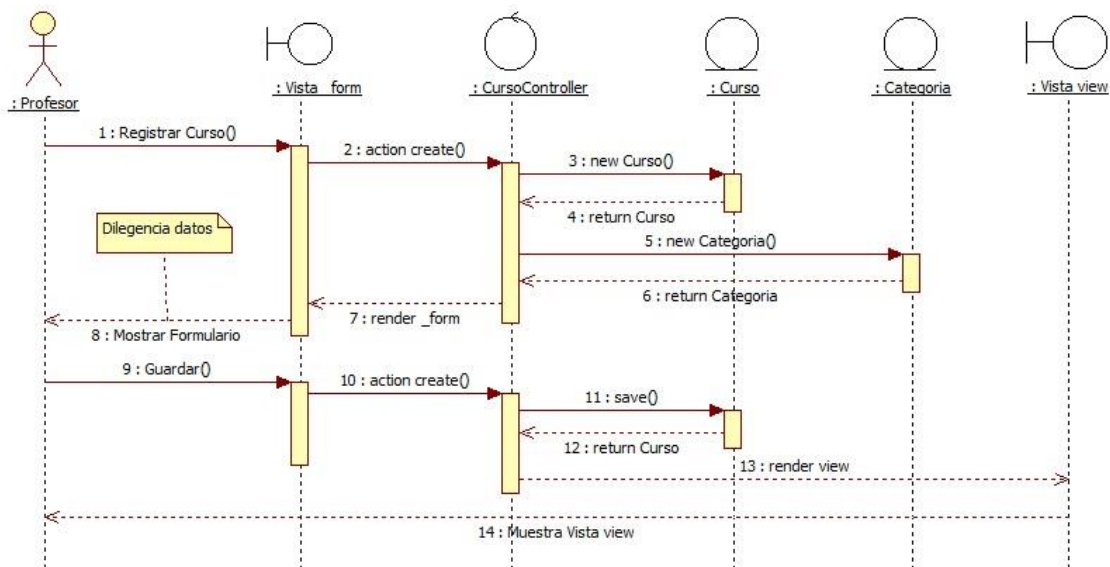 : Profesor
: Vista _form
: CursoController
: Curso
: Categoria
: Vista view
1 : Registrar Curso()
2 : action create()
3 : new Curso()
4 : return Curso
Dilegencia datos
5 : new Categoria()
6 : return Categoria
7 : render _form
8 : Mostrar Formulario
9 : Guardar()
10 : action create()
11 : save()
12 : return Curso
13 : render view
14 : Muestra Vista view